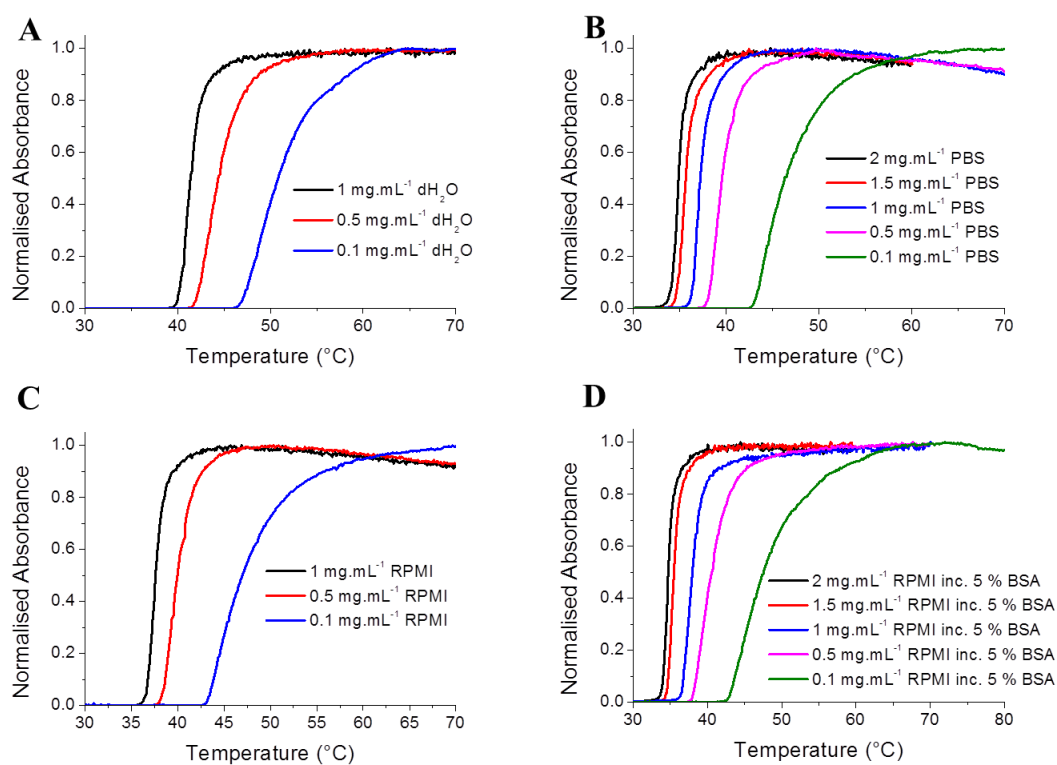 A
1.0
0.8
0.6
0.4
0.2
0.0
Normalised Absorbance
1 mg.mL⁻¹ dH₂O
0.5 mg.mL⁻¹ dH₂O
0.1 mg.mL⁻¹ dH₂O
30 40 50 60 70
Temperature (°C)
B
1.0
0.8
0.6
0.4
0.2
0.0
Normalised Absorbance
2 mg.mL⁻¹ PBS
1.5 mg.mL⁻¹ PBS
1 mg.mL⁻¹ PBS
0.5 mg.mL⁻¹ PBS
0.1 mg.mL⁻¹ PBS
30 40 50 60 70
Temperature (°C)
C
1.0
0.8
0.6
0.4
0.2
0.0
Normalised Absorbance
1 mg.mL⁻¹ RPMI
0.5 mg.mL⁻¹ RPMI
0.1 mg.mL⁻¹ RPMI
30 35 40 45 50 55 60 65 70
Temperature (°C)
D
1.0
0.8
0.6
0.4
0.2
0.0
Normalised Absorbance
2 mg.mL⁻¹ RPMI inc. 5 % BSA
1.5 mg.mL⁻¹ RPMI inc. 5 % BSA
1 mg.mL⁻¹ RPMI inc. 5 % BSA
0.5 mg.mL⁻¹ RPMI inc. 5 % BSA
0.1 mg.mL⁻¹ RPMI inc. 5 % BSA
30 40 50 60 70 80
Temperature (°C)